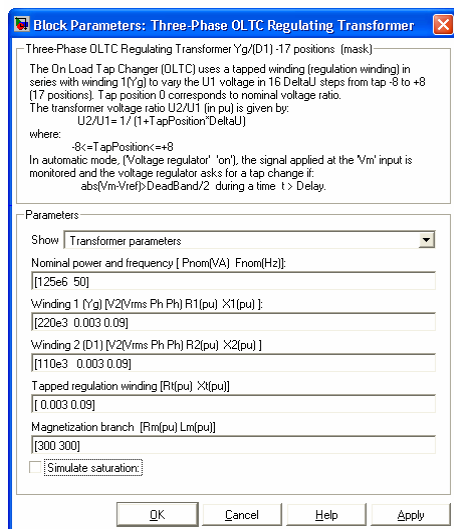 Block Parameters: Three-Phase OLTC Regulating Transformer
Three-Phase OLTC Regulating Transformer Yg/(D1) -17 positions (mask)
The On Load Tap Changer (OLTC) uses a tapped winding (regulation winding) in
series with winding 1(Yg) to vary the U1 voltage in 16 DeltaU steps from tap -8 to +8
(17 positions). Tap position 0 corresponds to nominal voltage ratio.
The transformer voltage ratio U2/U1 (in pu) is given by:
U2/U1= 1/ (1+TapPosition*DeltaU)
where:
-8<=TapPosition<=+8
In automatic mode, ('Voltage regulator' 'on'), the signal applied at the 'Vm' input is
monitored and the voltage regulator asks for a tap change if:
abs(Vm-Vref)>DeadBand/2 during a time t > Delay.
Parameters
Show Transformer parameters
Nominal power and frequency [ Pnom(VA) Fnom(Hz)]:
[125e6 50]
Winding 1 (Yg) [V2(Vrms Ph Ph) R1(pu) X1(pu) ]:
[220e3 0.003 0.09]
Winding 2 (D1) [V2(Vrms Ph Ph) R2(pu) X2(pu) ]
[110e3 0.003 0.09]
Tapped regulation winding [Rt(pu) Xt(pu)]
[ 0.003 0.09]
Magnetization branch [Rm(pu) Lm(pu)]
[300 300]
Simulate saturation:
OK Cancel Help Apply